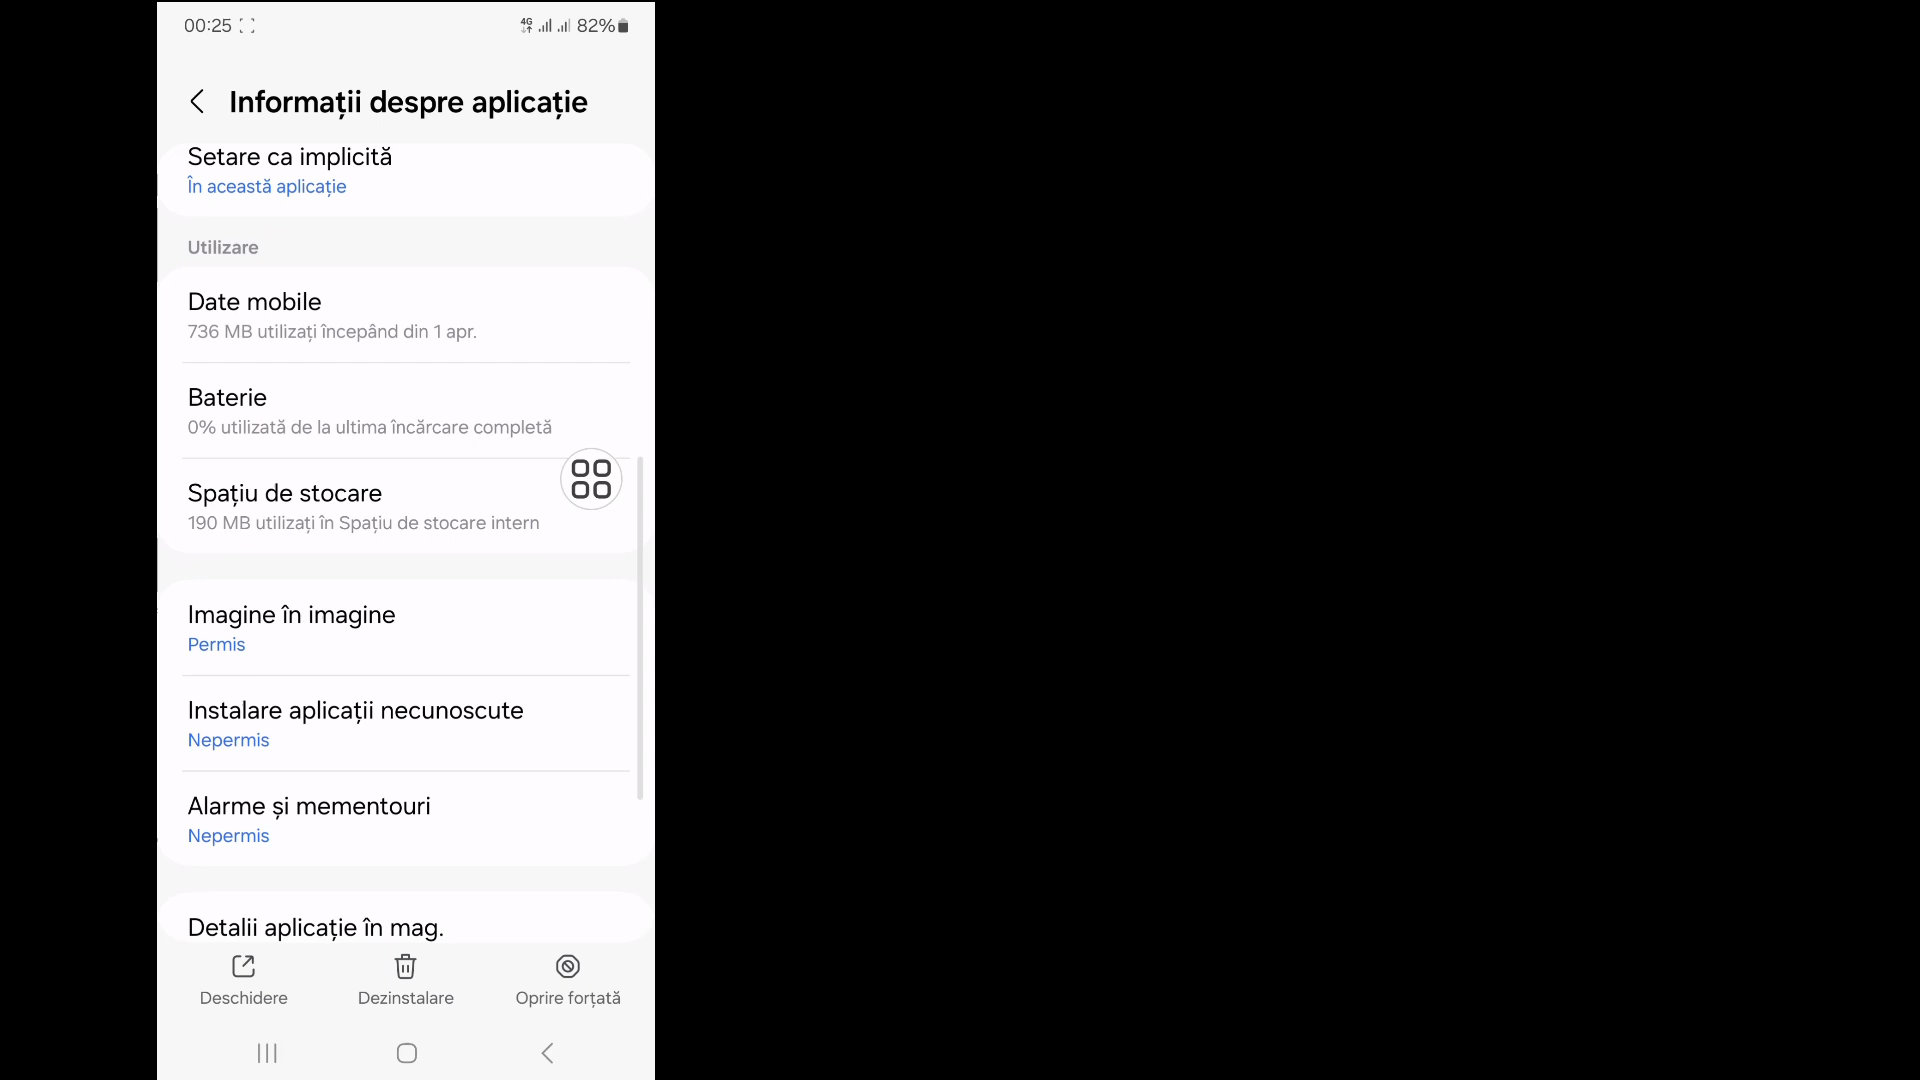 00:25 4G 82%
Informații despre aplicație
Setare ca implicită
În această aplicație
Utilizare
Date mobile
736 MB utilizați începând din 1 apr.
Baterie
0% utilizată de la ultima încărcare completă
Spațiu de stocare
190 MB utilizați în Spațiu de stocare intern
Imagine în imagine
Permis
Instalare aplicații necunoscute
Nepermis
Alarme și mementouri
Nepermis
Detalii aplicație în mag.
Deschidere Dezinstalare Oprire forțată